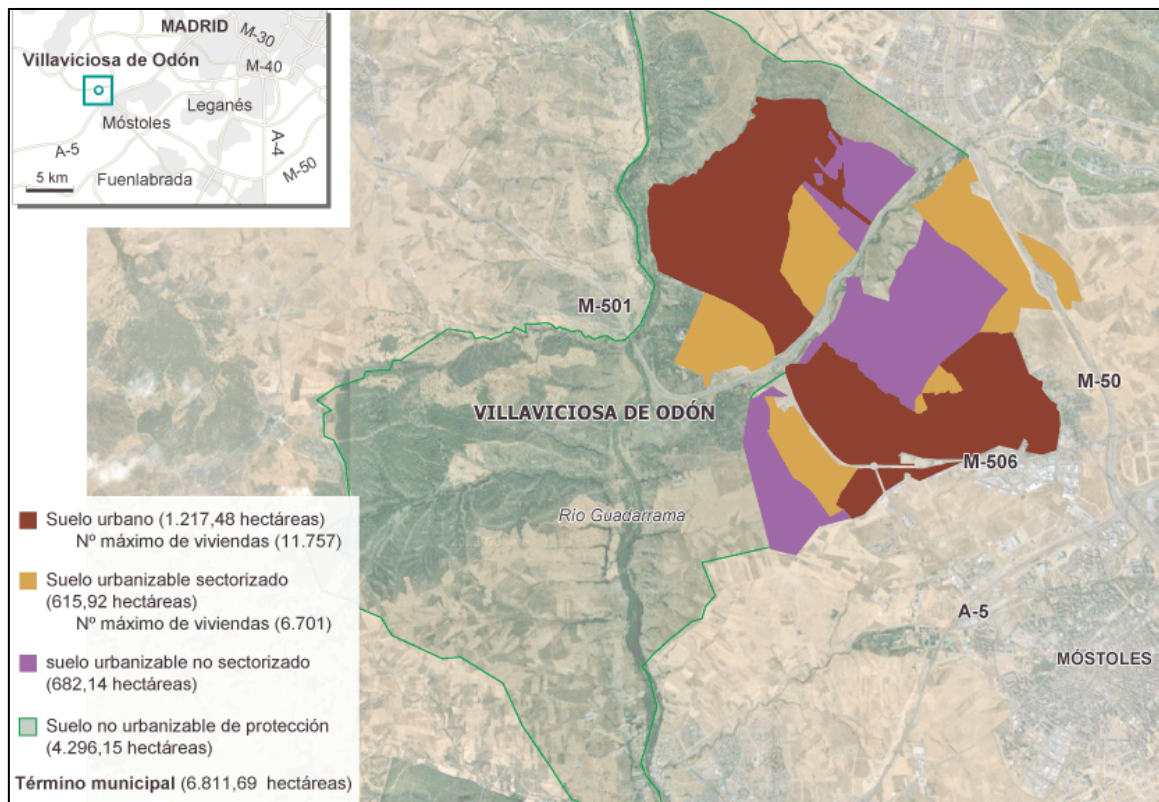 MADRID
M-30
Villaviciosa de Odón
M-40
Leganés
Móstoles
A-5
A-4
M-50
5 km
Fuenlabrada
M-501
M-50
VILLAVICIOSA DE ODÓN
M-506
Río Guadarrama
A-5
MÓSTOLES
Suelo urbano (1.217,48 hectáreas)
Nº máximo de viviendas (11.757)
Suelo urbanizable sectorizado
(615,92 hectáreas)
Nº máximo de viviendas (6.701)
suelo urbanizable no sectorizado
(682,14 hectáreas)
Suelo no urbanizable de protección
(4.296,15 hectáreas)
Término municipal (6.811,69 hectáreas)